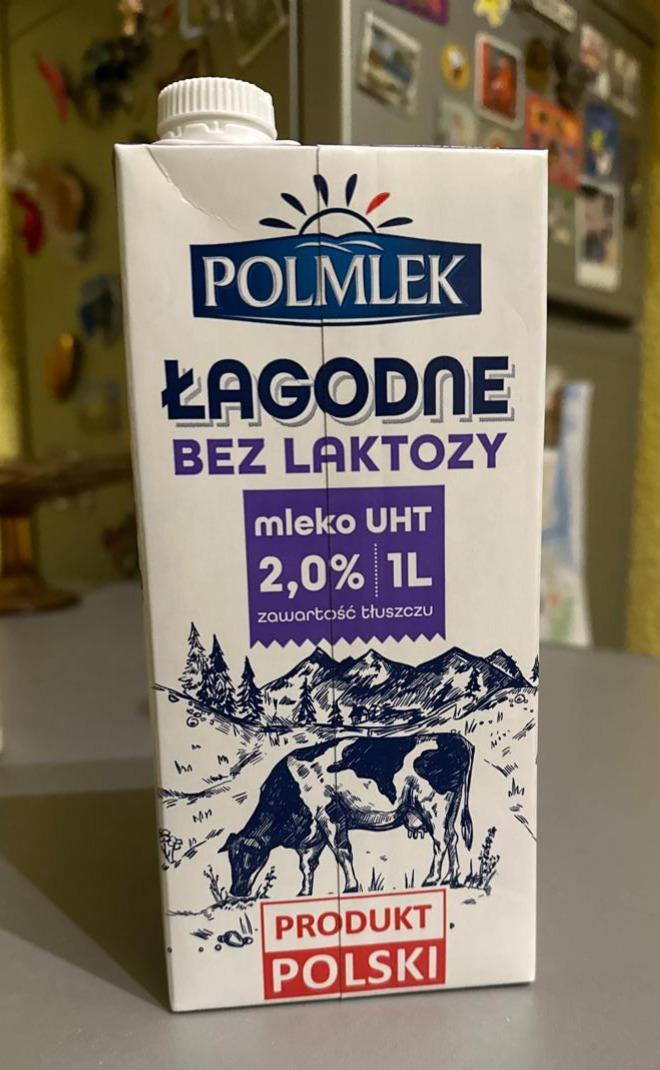 POLMLEK
ŁAGODNE
BEZ LAKTOZY
mleko UHT
2,0% 1L
zawartość tłuszczu
PRODUKT
POLSKI